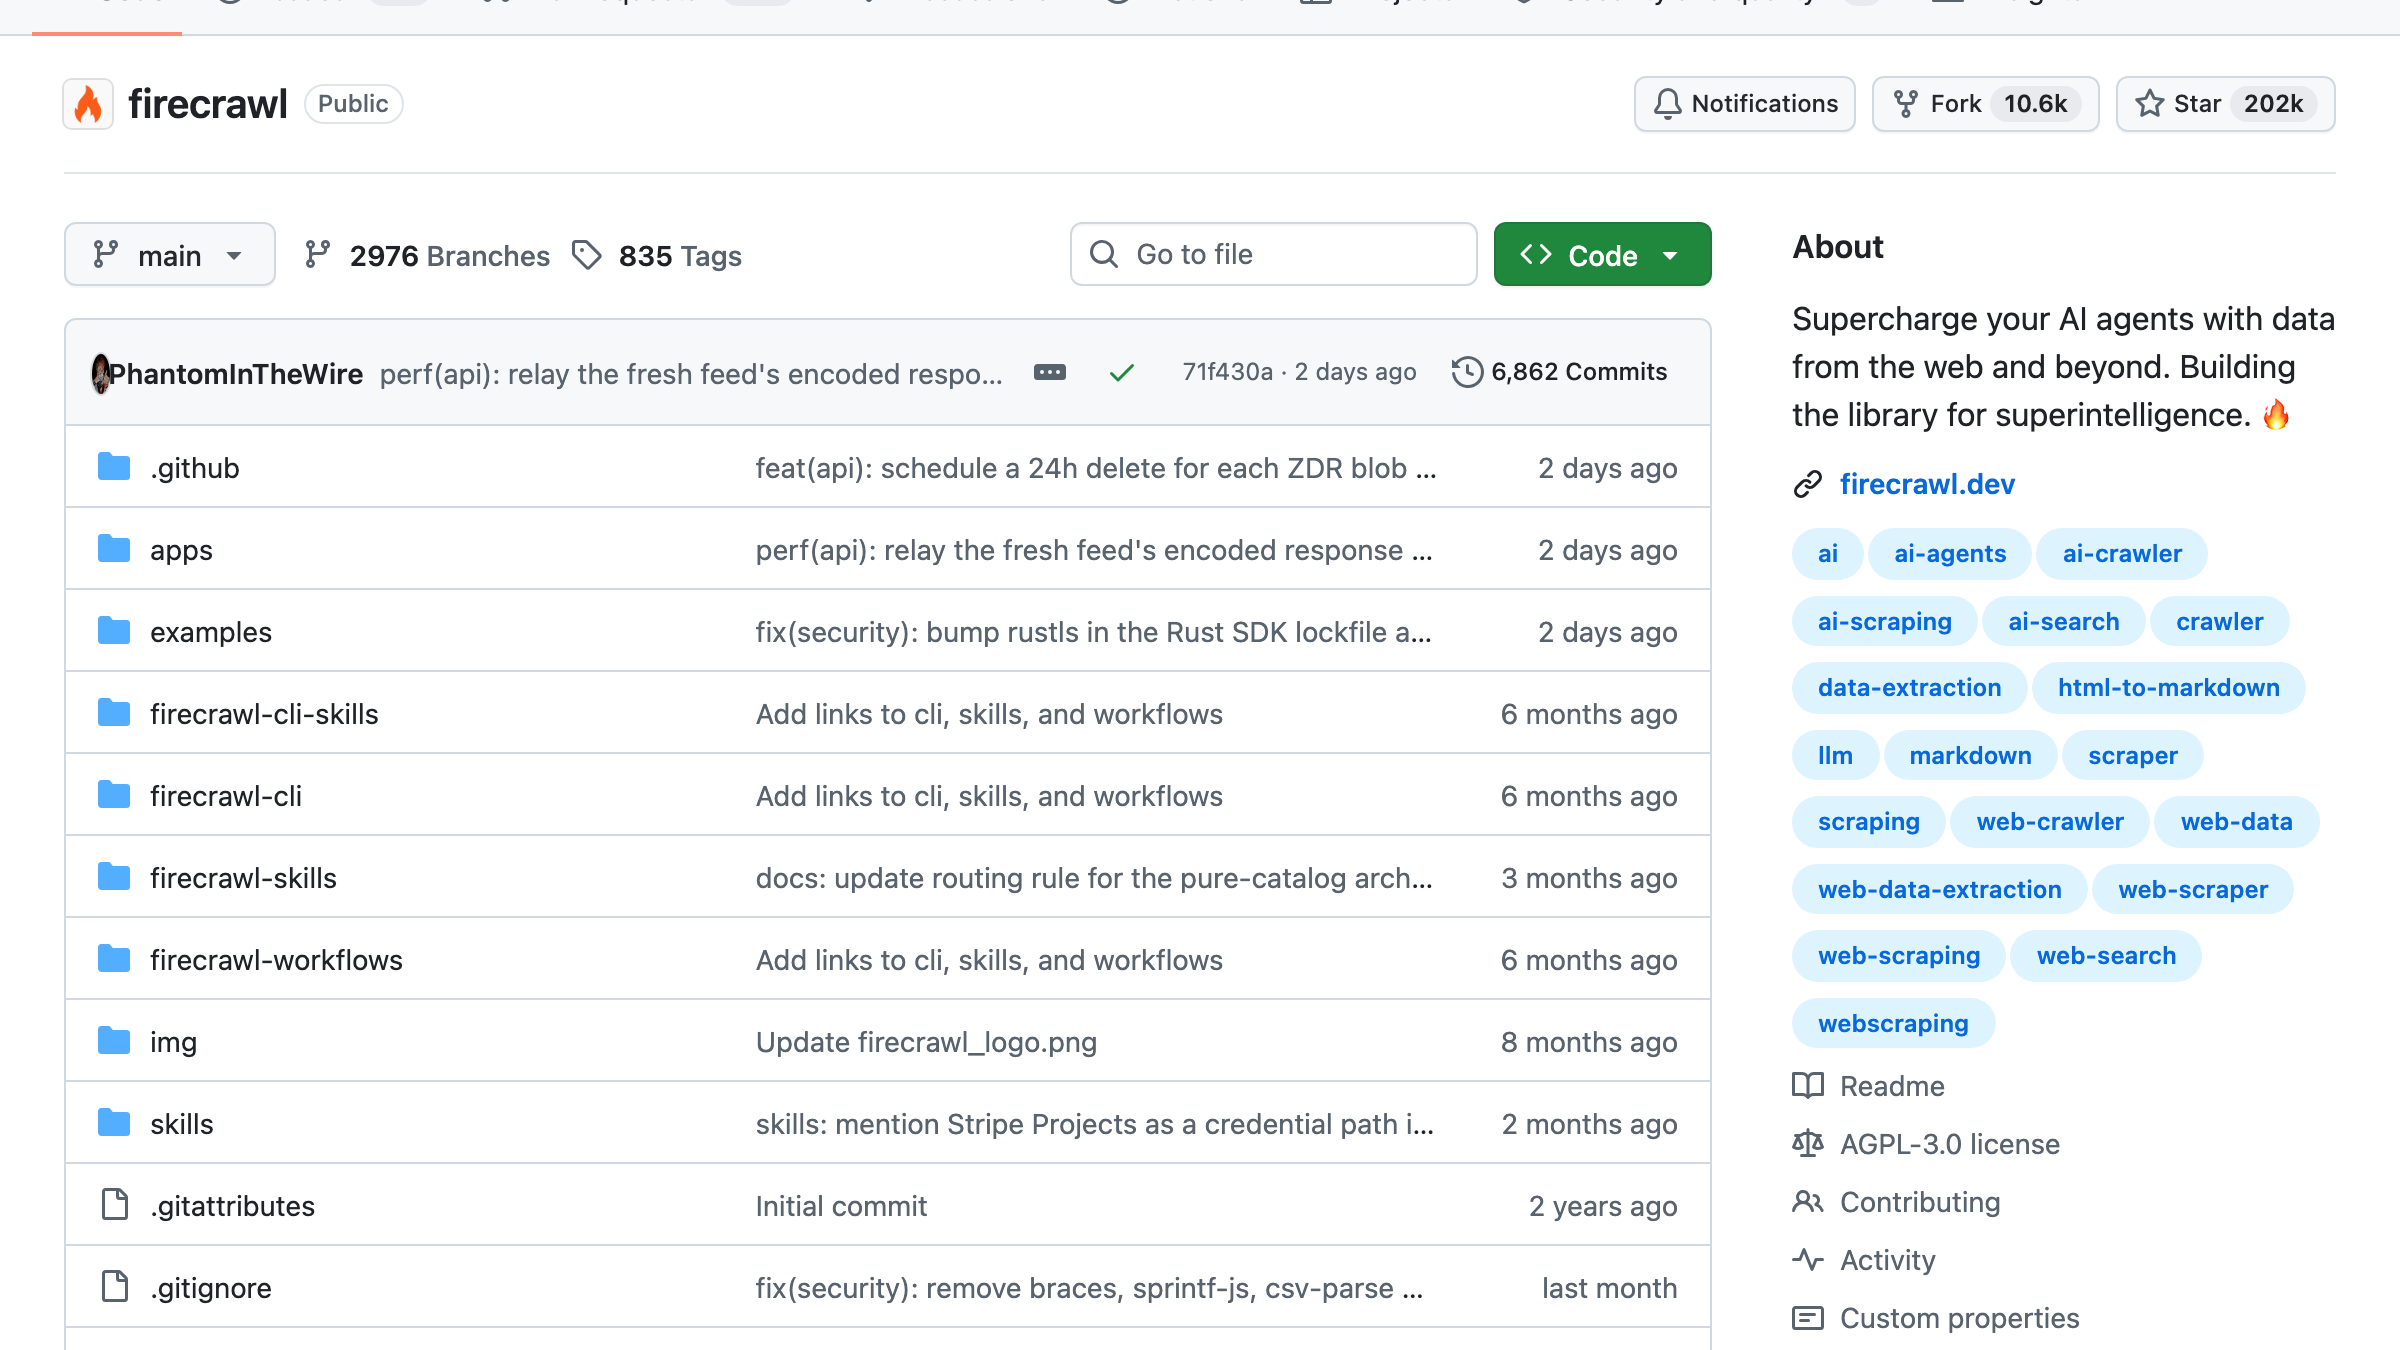 firecrawl Public
Notifications Fork 10.6k Star 202k
main 2976 Branches 835 Tags
Go to file Code
PhantomInTheWire perf(api): relay the fresh feed's encoded respo... 71f430a · 2 days ago 6,862 Commits
.github feat(api): schedule a 24h delete for each ZDR blob ... 2 days ago
apps perf(api): relay the fresh feed's encoded response ... 2 days ago
examples fix(security): bump rustls in the Rust SDK lockfile a... 2 days ago
firecrawl-cli-skills Add links to cli, skills, and workflows 6 months ago
firecrawl-cli Add links to cli, skills, and workflows 6 months ago
firecrawl-skills docs: update routing rule for the pure-catalog arch... 3 months ago
firecrawl-workflows Add links to cli, skills, and workflows 6 months ago
img Update firecrawl_logo.png 8 months ago
skills skills: mention Stripe Projects as a credential path i... 2 months ago
.gitattributes Initial commit 2 years ago
.gitignore fix(security): remove braces, sprintf-js, csv-parse ... last month
About
Supercharge your AI agents with data
from the web and beyond. Building
the library for superintelligence. 🔥
firecrawl.dev
ai ai-agents ai-crawler
ai-scraping ai-search crawler
data-extraction html-to-markdown
llm markdown scraper
scraping web-crawler web-data
web-data-extraction web-scraper
web-scraping web-search
webscraping
Readme
AGPL-3.0 license
Contributing
Activity
Custom properties